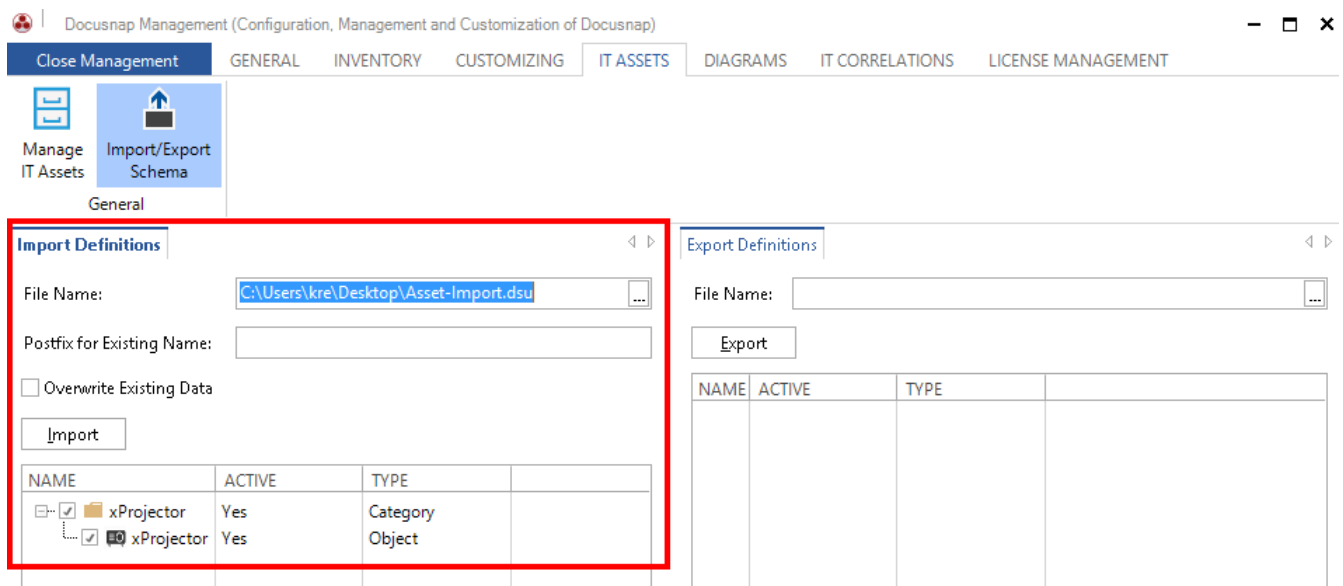 Docusnap Management (Configuration, Management and Customization of Docusnap)
Close Management GENERAL INVENTORY CUSTOMIZING IT ASSETS DIAGRAMS IT CORRELATIONS LICENSE MANAGEMENT
Manage IT Assets
Import/Export Schema
General
Import Definitions
File Name: C:\Users\kre\Desktop\Asset-Import.dsu ...
Postfix for Existing Name:
Overwrite Existing Data
Import
NAME ACTIVE TYPE
xProjector Yes Category
xProjector Yes Object
Export Definitions
File Name: ...
Export
NAME ACTIVE TYPE